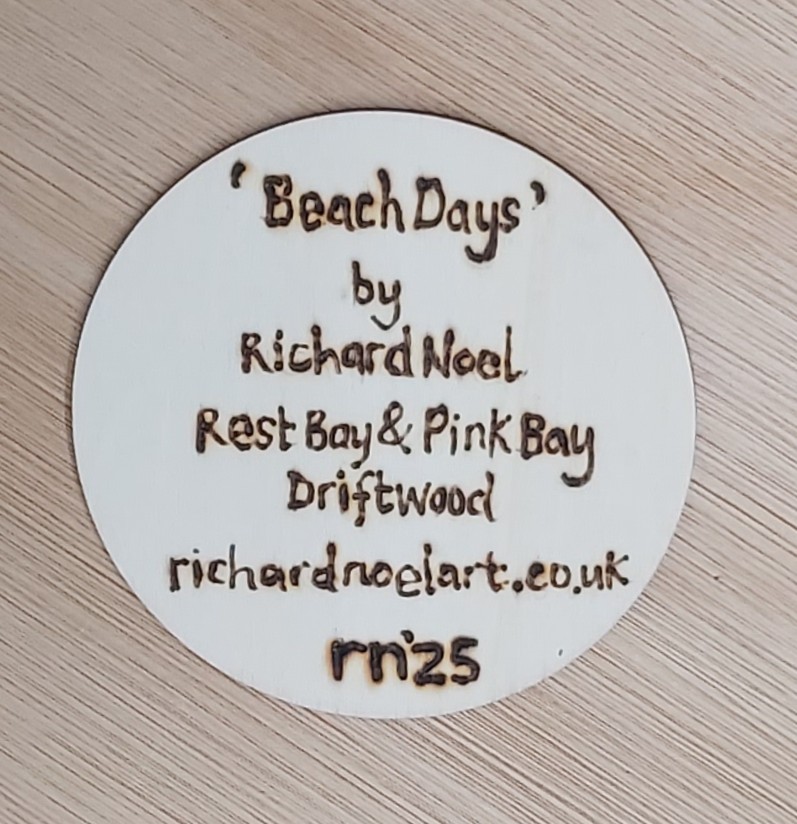 'Beach Days'
by
Richard Noel
Rest Bay & Pink Bay
Driftwood
richardnoelart.co.uk
rn'25